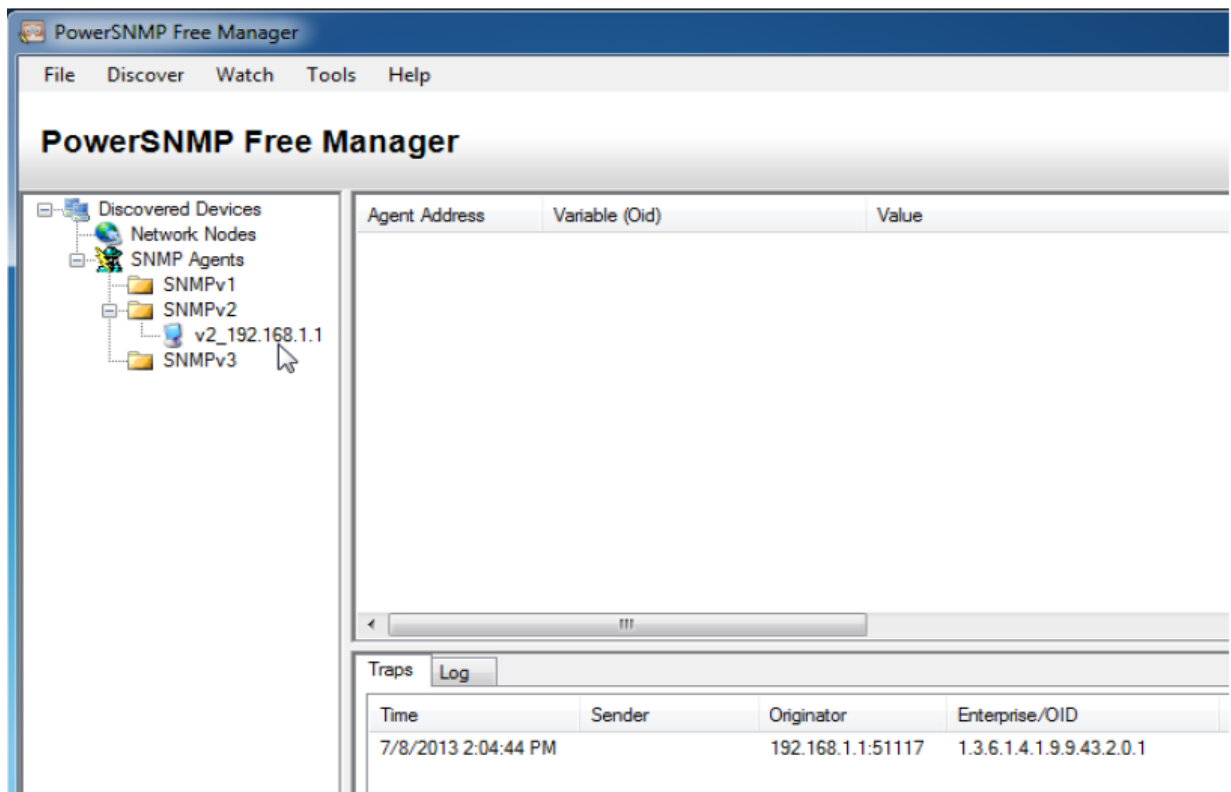 PowerSNMP Free Manager
File Discover Watch Tools Help
PowerSNMP Free Manager
Discovered Devices
Network Nodes
SNMP Agents
SNMPv1
SNMPv2
v2_192.168.1.1
SNMPv3
Agent Address Variable (Oid) Value
Traps Log
Time Sender Originator Enterprise/OID
7/8/2013 2:04:44 PM 192.168.1.1:51117 1.3.6.1.4.1.9.9.43.2.0.1